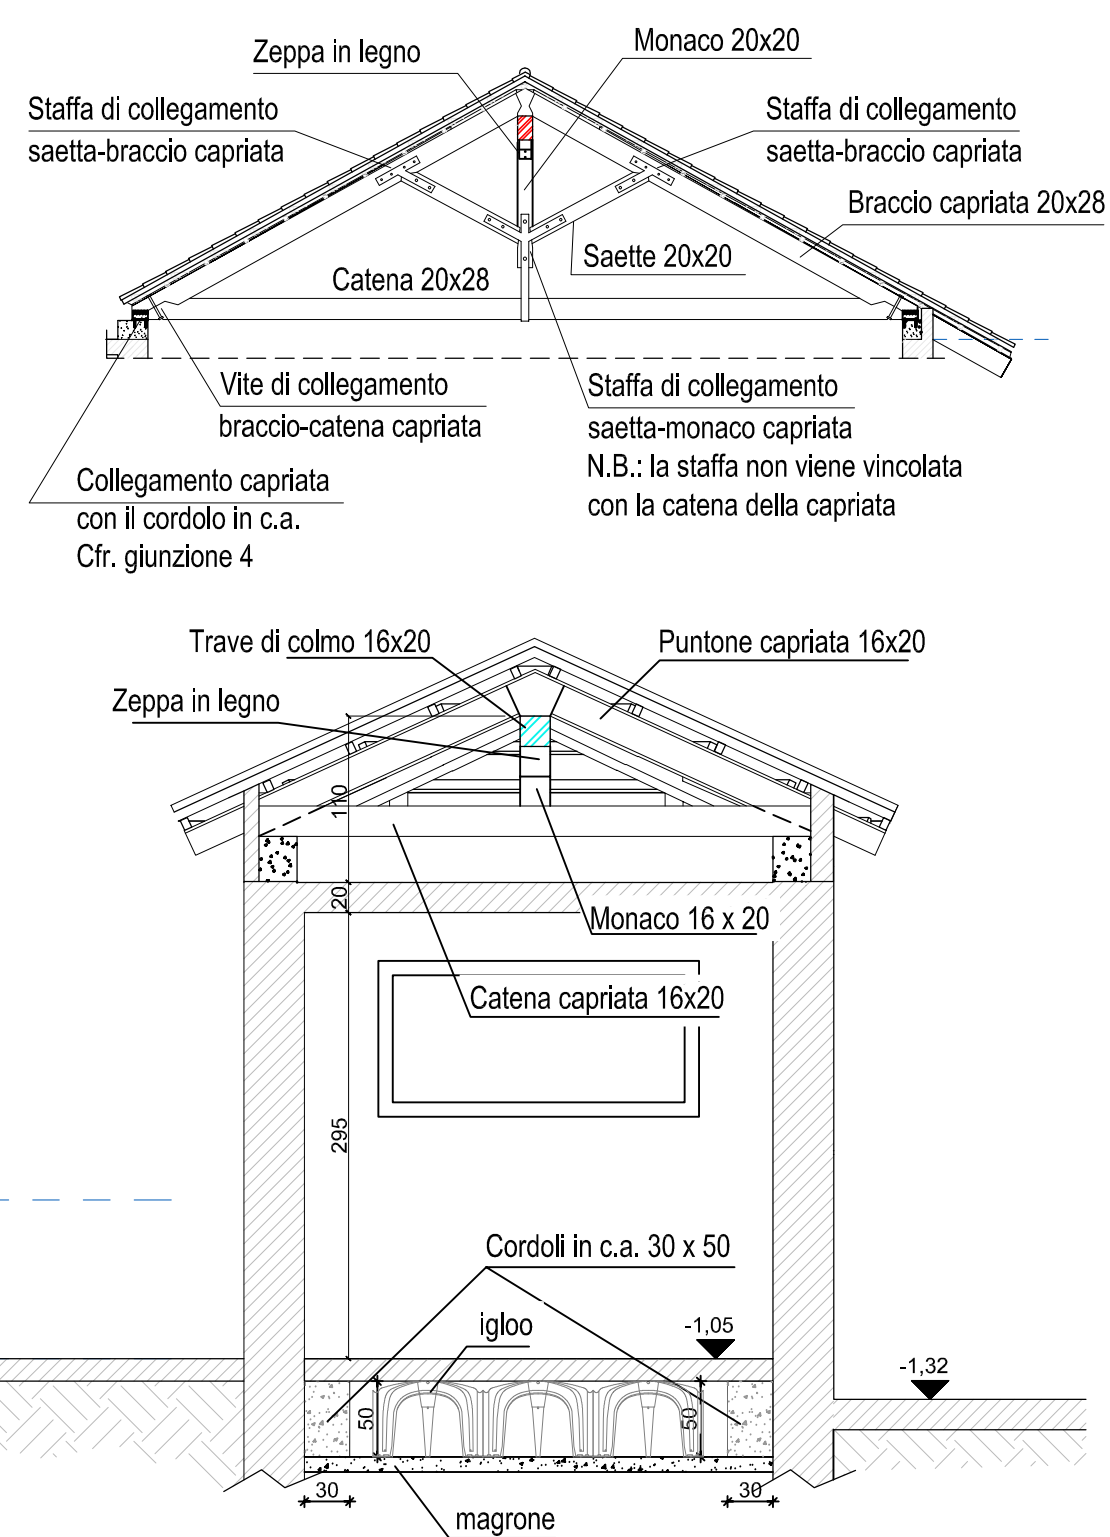 Zeppa in legno
Monaco 20x20
Staffa di collegamento
saetta-braccio capriata
Staffa di collegamento
saetta-braccio capriata
Braccio capriata 20x28
Saette 20x20
Catena 20x28
Vite di collegamento
braccio-catena capriata
Staffa di collegamento
saetta-monaco capriata
N.B.: la staffa non viene vincolata
con la catena della capriata
Collegamento capriata
con il cordolo in c.a.
Cfr. giunzione 4
Trave di colmo 16x20
Puntone capriata 16x20
Zeppa in legno
110
20
Monaco 16 x 20
Catena capriata 16x20
295
Cordoli in c.a. 30 x 50
igloo
-1,05
-1,32
50
50
30
30
magrone